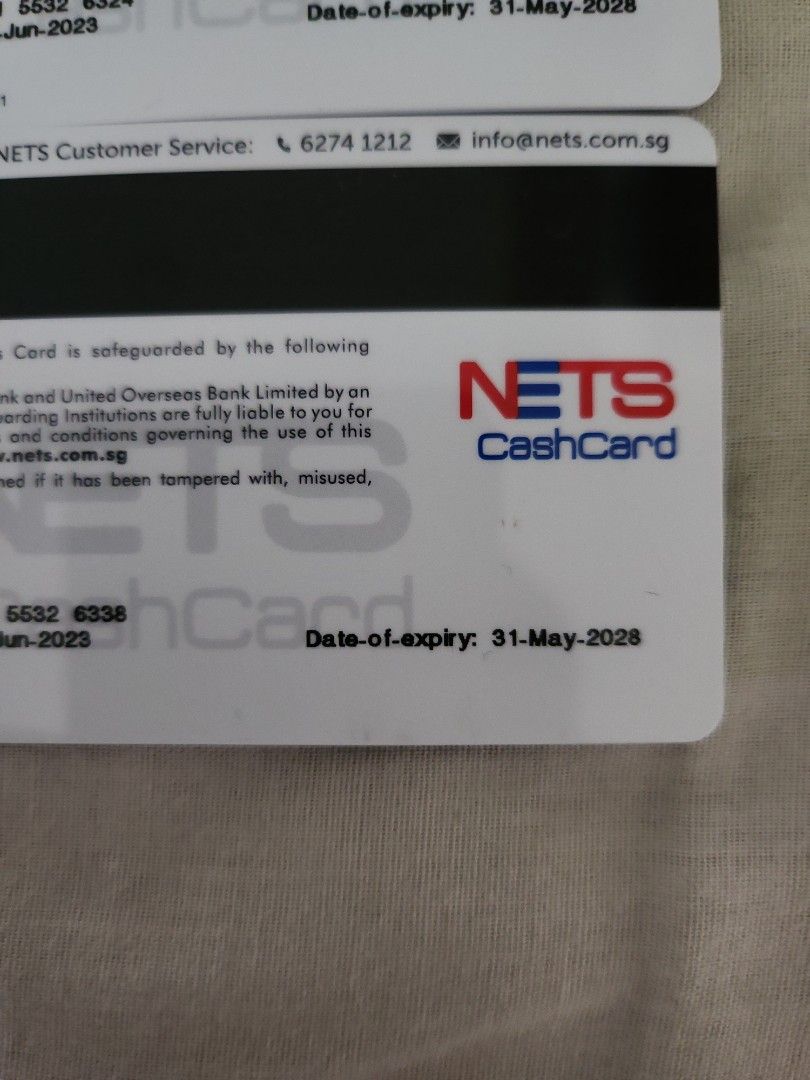 5532 6324
-Jun-2023
Date-of-expiry: 31-May-2028
1
NETS Customer Service: 6274 1212 info@nets.com.sg
s Card is safeguarded by the following
nk and United Overseas Bank Limited by an
arding Institutions are fully liable to you for
s and conditions governing the use of this
w.nets.com.sg
ned if it has been tampered with, misused,
NETS
CashCard
NETS
CashCard
5532 6338
Jun-2023
Date-of-expiry: 31-May-2028